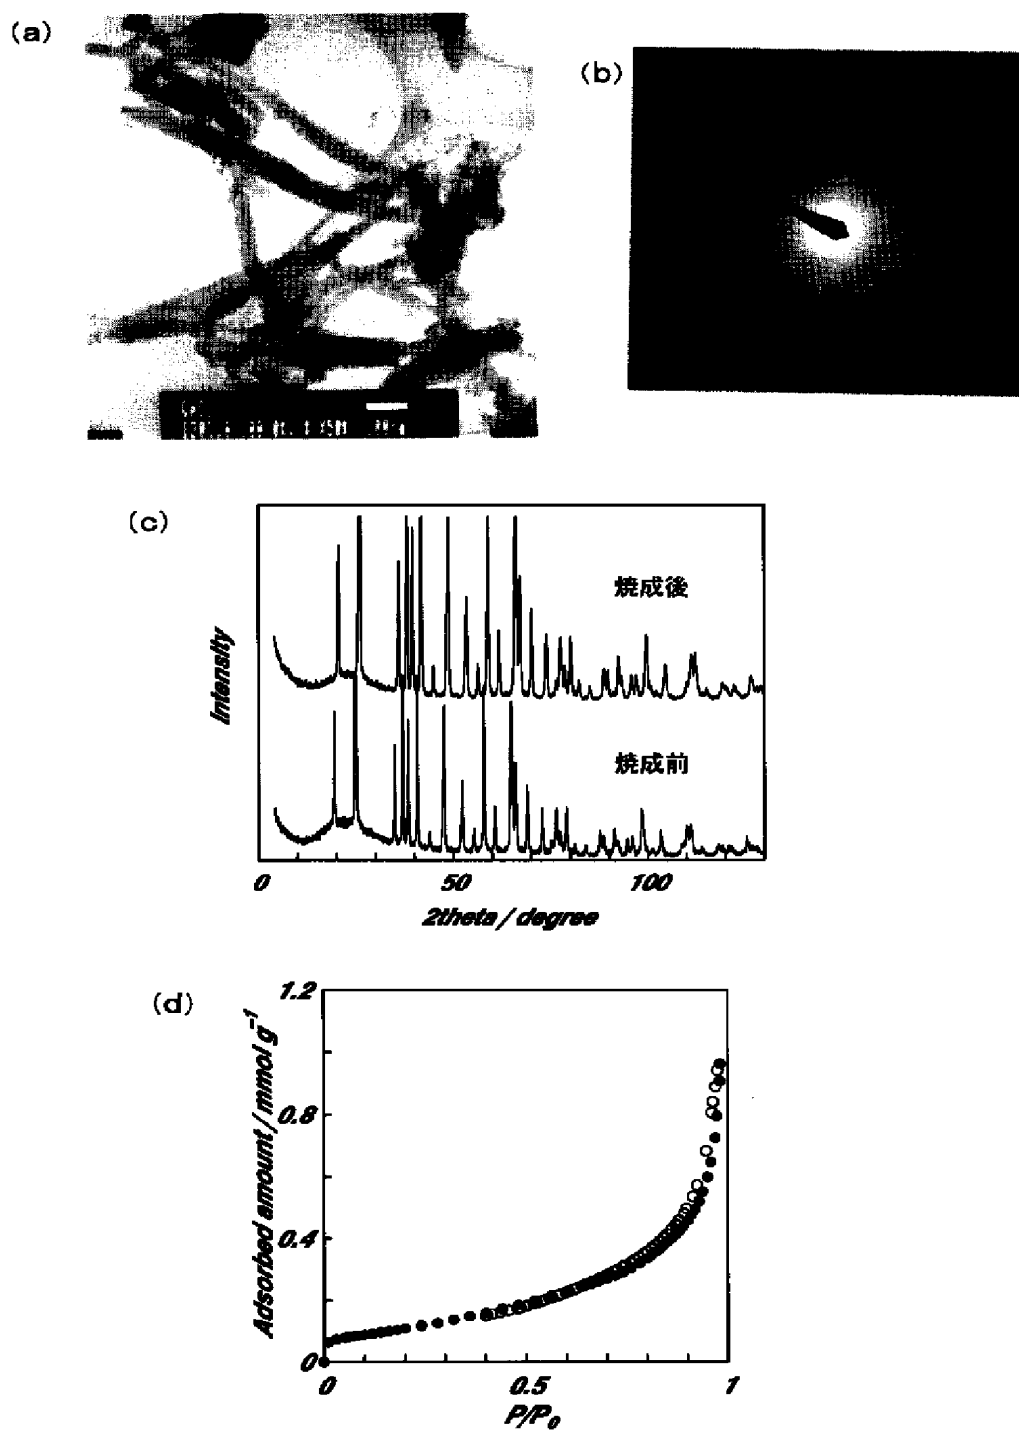 (a)
(b)
(c)
Intensity
焼成後
焼成前
0 50 100
2theta / degree
(d)
Adsorbed amount / mmol g⁻¹
1.2
0.8
0.4
0
0 0.5 1
P/P₀